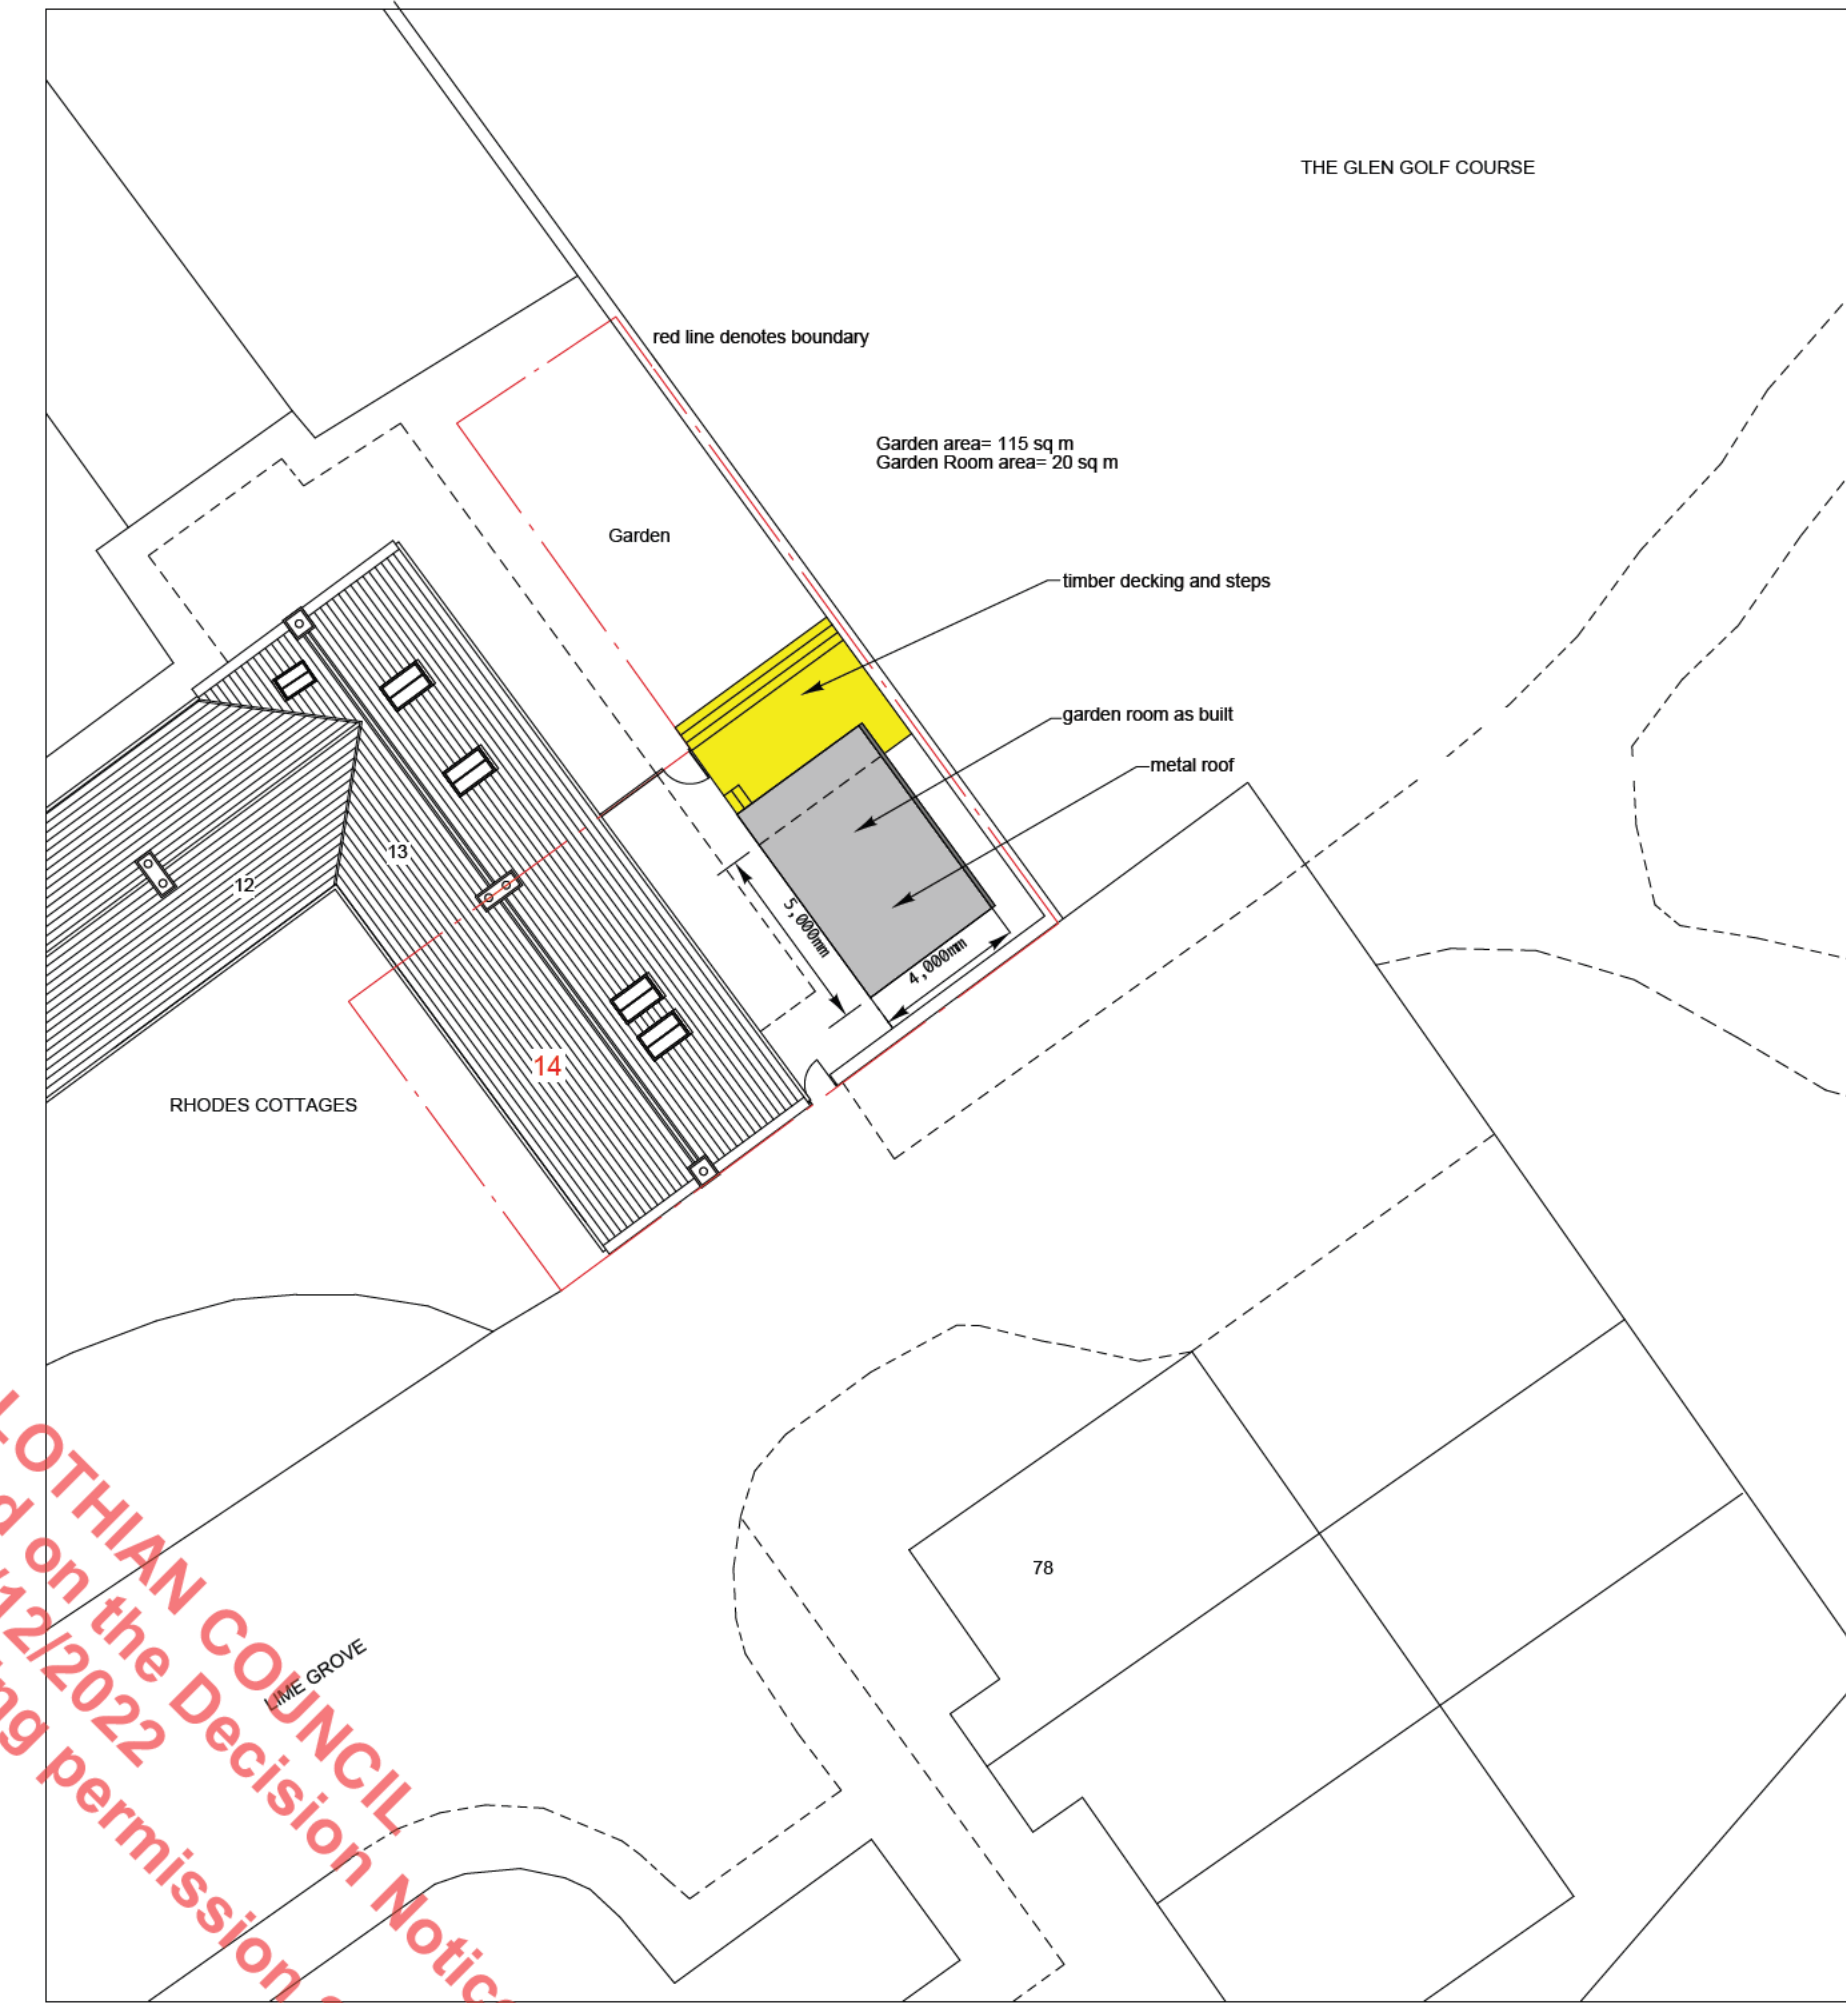 THE GLEN GOLF COURSE
red line denotes boundary
Garden area= 115 sq m
Garden Room area= 20 sq m
Garden
timber decking and steps
garden room as built
metal roof
13
12
5,000mm
4,000mm
14
RHODES COTTAGES
78
LIME GROVE
LOTHIAN COUNCIL
on the Decision Notice
/12/2022
permission